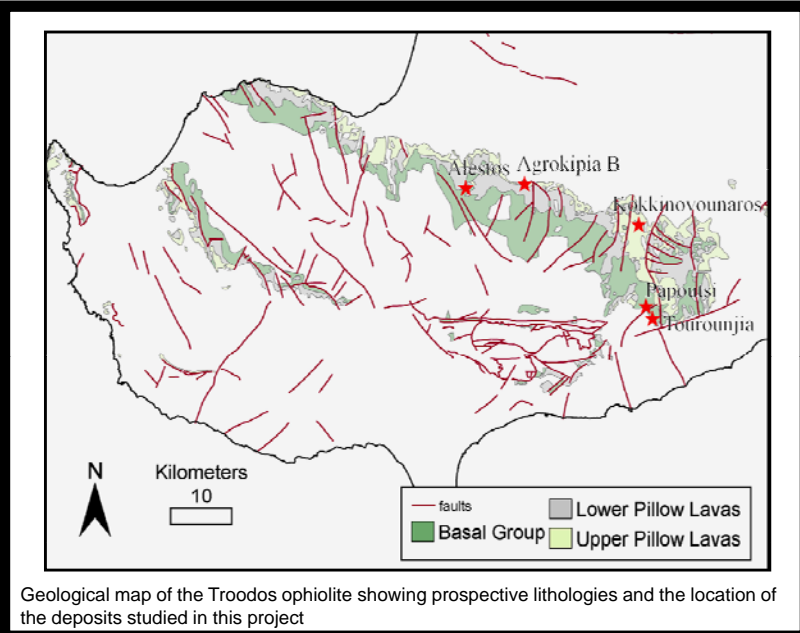 Alestos Agrokipia B
Kokkinovounaros
Papoutsi
Tourounjia
N
Kilometers
10
faults
Basal Group
Lower Pillow Lavas
Upper Pillow Lavas
Geological map of the Troodos ophiolite showing prospective lithologies and the location of
the deposits studied in this project